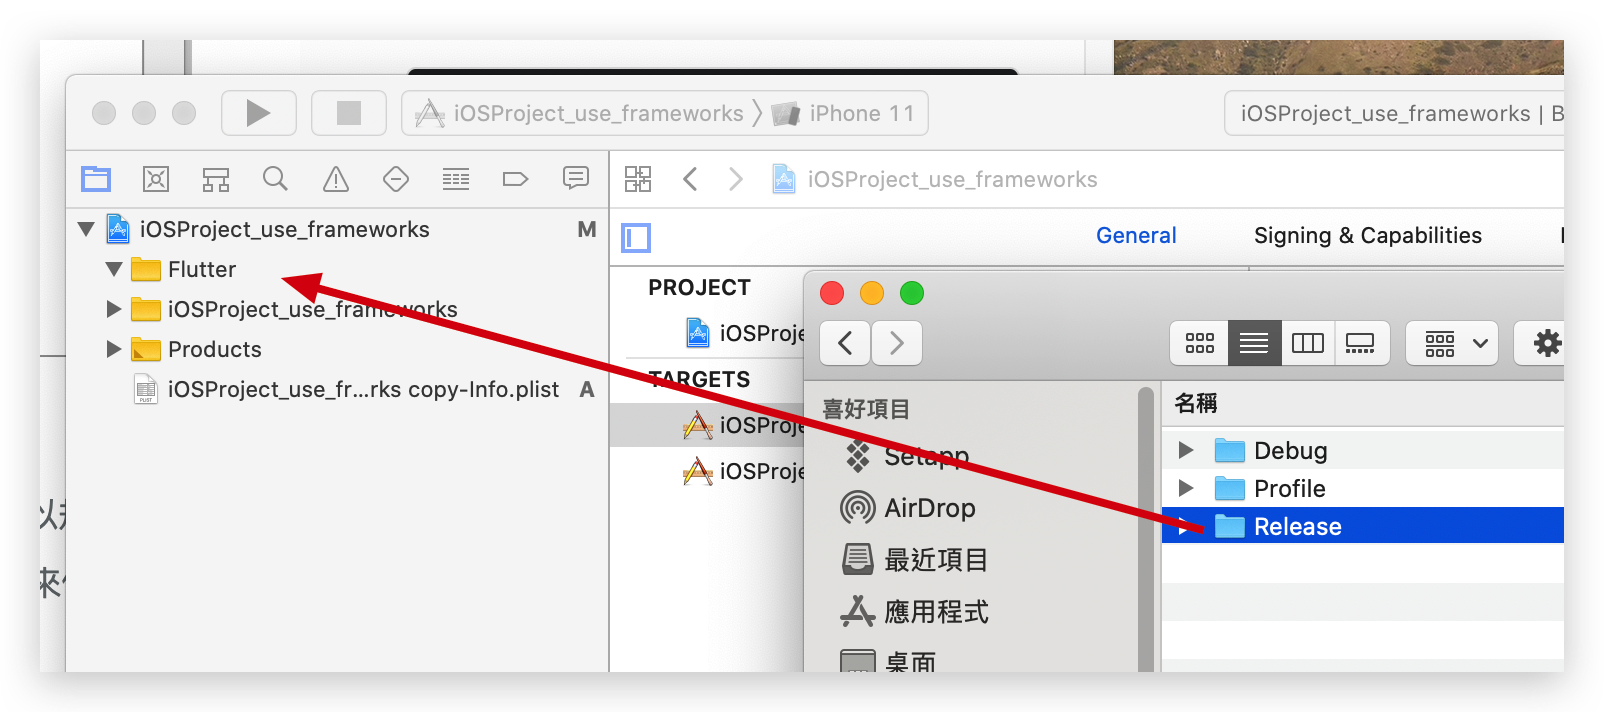 iOSProject_use_frameworks
iPhone 11
iOSProject_use_frameworks |
iOSProject_use_frameworks
M
iOSProject_use_frameworks
General
Signing & Capabilities
Flutter
iOSProject_use_frameworks
Products
iOSProject_use_fr...rks copy-Info.plist
A
PROJECT
iOSProje
TARGETS
iOSProje
iOSProje
喜好項目
Setapp
AirDrop
最近項目
應用程式
桌面
名稱
Debug
Profile
Release
來